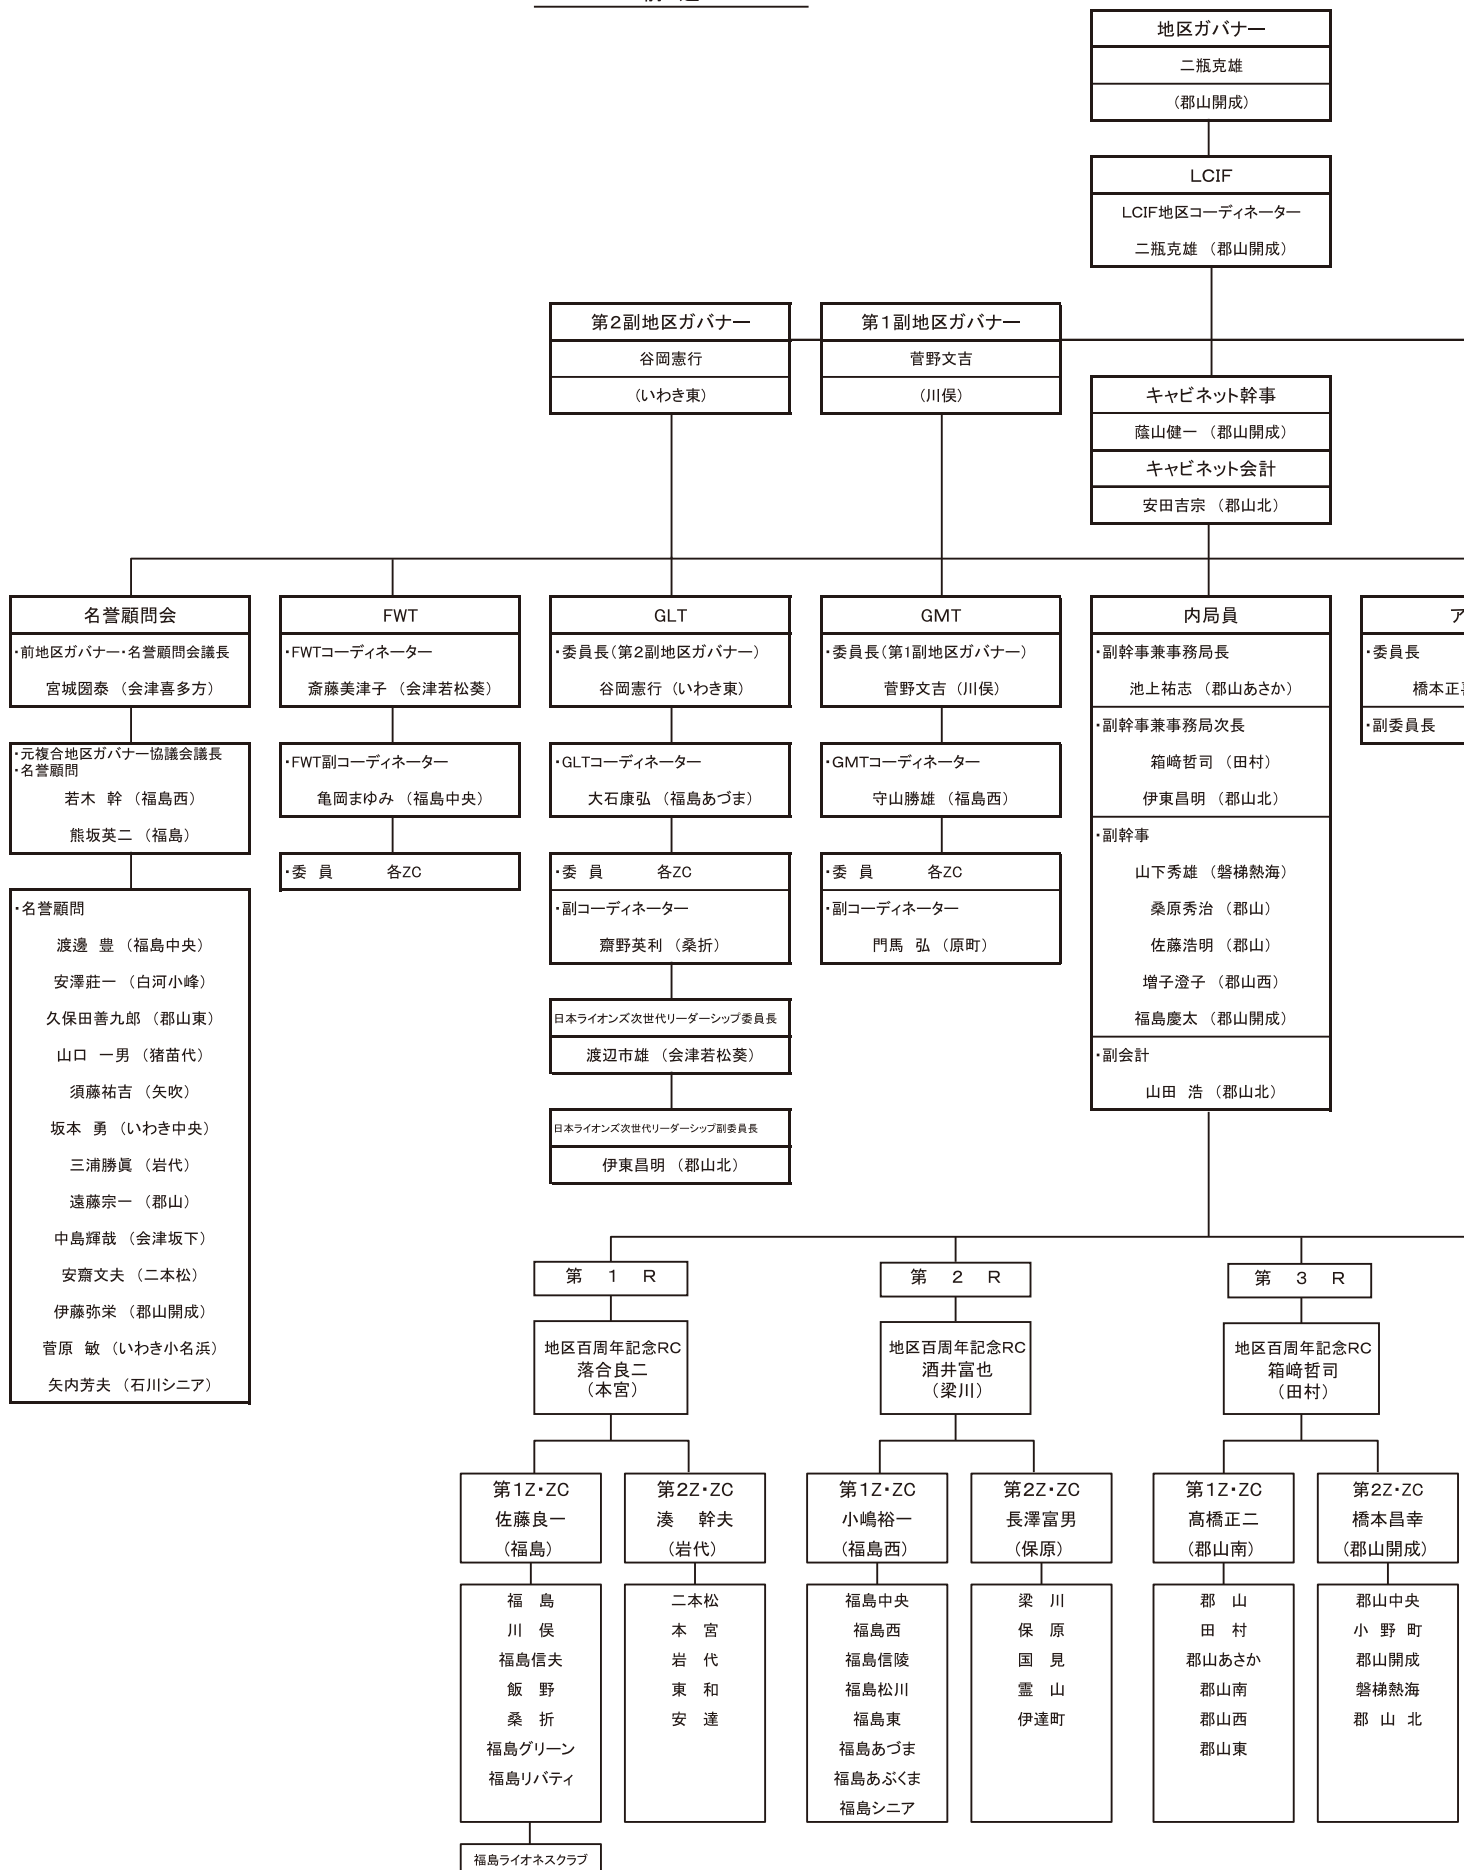 地区ガバナー
二瓶克雄
(郡山開成)
LCIF
LCIF地区コーディネーター
二瓶克雄 (郡山開成)
第2副地区ガバナー
谷岡憲行
(いわき東)
第1副地区ガバナー
菅野文吉
(川俣)
キャビネット幹事
蔭山健一 (郡山開成)
キャビネット会計
安田吉宗 (郡山北)
名誉顧問会
・前地区ガバナー・名誉顧問会議長
宮城圀泰 (会津喜多方)
・元複合地区ガバナー協議会議長
・名誉顧問
若木 幹 (福島西)
熊坂英二 (福島)
・名誉顧問
渡邊 豊 (福島中央)
安澤莊一 (白河小峰)
久保田善九郎 (郡山東)
山口 一男 (猪苗代)
須藤祐吉 (矢吹)
坂本 勇 (いわき中央)
三浦勝眞 (岩代)
遠藤宗一 (郡山)
中島輝哉 (会津坂下)
安齋文夫 (二本松)
伊藤弥栄 (郡山開成)
菅原 敏 (いわき小名浜)
矢内芳夫 (石川シニア)
FWT
・FWTコーディネーター
斎藤美津子 (会津若松葵)
・FWT副コーディネーター
亀岡まゆみ (福島中央)
・委 員 各ZC
GLT
・委員長(第2副地区ガバナー)
谷岡憲行 (いわき東)
・GLTコーディネーター
大石康弘 (福島あづま)
・委 員 各ZC
・副コーディネーター
齋野英利 (桑折)
日本ライオンズ次世代リーダーシップ委員長
渡辺市雄 (会津若松葵)
日本ライオンズ次世代リーダーシップ副委員長
伊東昌明 (郡山北)
GMT
・委員長(第1副地区ガバナー)
菅野文吉 (川俣)
・GMTコーディネーター
守山勝雄 (福島西)
・委 員 各ZC
・副コーディネーター
門馬 弘 (原町)
内局員
・副幹事兼事務局長
池上祐志 (郡山あさか)
・副幹事兼事務局次長
箱﨑哲司 (田村)
伊東昌明 (郡山北)
・副幹事
山下秀雄 (磐梯熱海)
桑原秀治 (郡山)
佐藤浩明 (郡山)
増子澄子 (郡山西)
福島慶太 (郡山開成)
・副会計
山田 浩 (郡山北)
ア
・委員長
橋本正
・副委員長
第 1 R
地区百周年記念RC
落合良二
(本宮)
第1Z・ZC
佐藤良一
(福島)
福 島
川 俣
福島信夫
飯 野
桑 折
福島グリーン
福島リバティ
福島ライオネスクラブ
第2Z・ZC
湊 幹夫
(岩代)
二本松
本 宮
岩 代
東 和
安 達
第 2 R
地区百周年記念RC
酒井富也
(梁川)
第1Z・ZC
小嶋裕一
(福島西)
福島中央
福島西
福島信陵
福島松川
福島東
福島あづま
福島あぶくま
福島シニア
第2Z・ZC
長澤富男
(保原)
梁 川
保 原
国 見
霊 山
伊達町
第 3 R
地区百周年記念RC
箱﨑哲司
(田村)
第1Z・ZC
髙橋正二
(郡山南)
郡 山
田 村
郡山あさか
郡山南
郡山西
郡山東
第2Z・ZC
橋本昌幸
(郡山開成)
郡山中央
小 野 町
郡山開成
磐梯熱海
郡 山 北